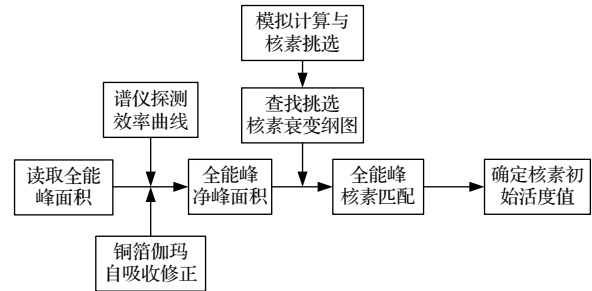 模拟计算与
核素挑选
谱仪探测
效率曲线
查找挑选
核素衰变纲图
读取全能
峰面积
全能峰
净峰面积
全能峰
核素匹配
确定核素初
始活度值
铜箔伽玛
自吸收修正